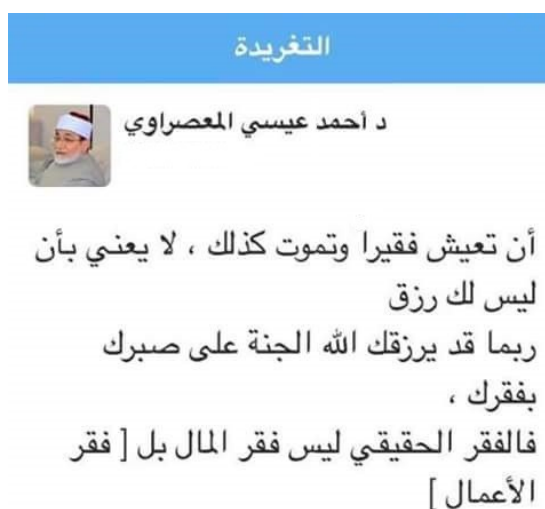 التغريدة
د أحمد عيسي المعصراوي
أن تعيش فقيرا وتموت كذلك ، لا يعني بأن
ليس لك رزق
ربما قد يرزقك الله الجنة على صبرك
بفقرك ،
فالفقر الحقيقي ليس فقر المال بل [ فقر
الأعمال ]